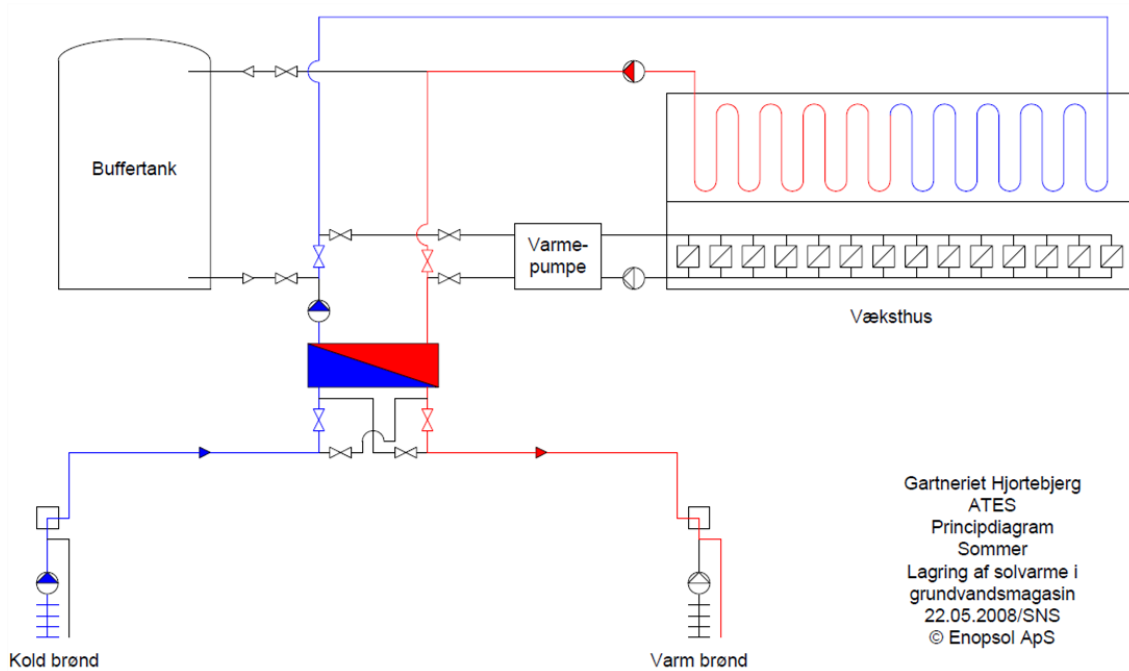 Buffertank
Varme-
pumpe
Væksthus
Gartneriet Hjortebjerg
ATES
Principdiagram
Sommer
Lagring af solvarme i
grundvandsmagasin
22.05.2008/SNS
© Enopsol ApS
Kold brønd
Varm brønd